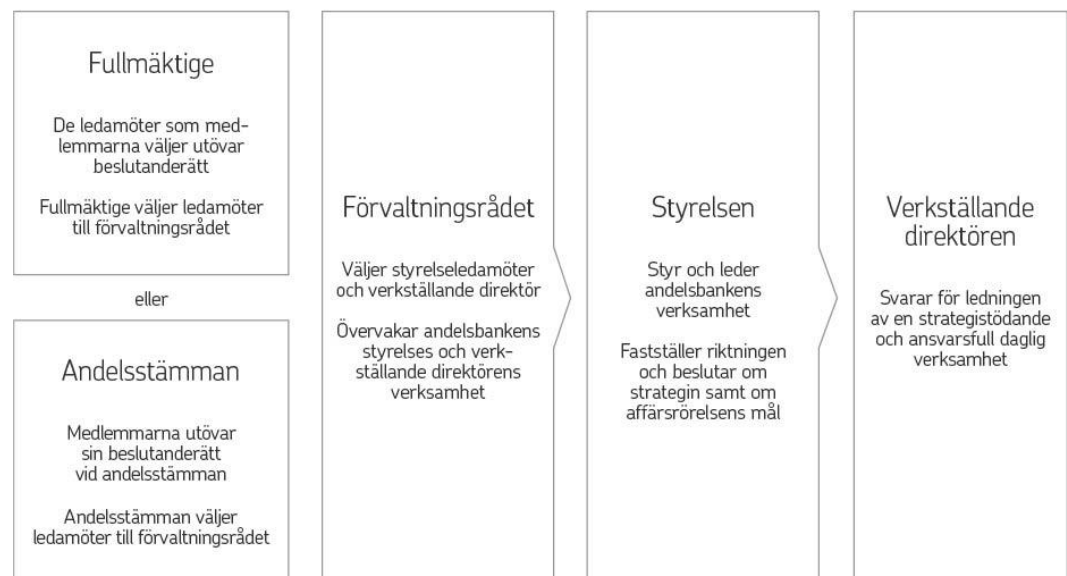 Fullmäktige
De ledamöter som med-
lemmarna väljer utövar
beslutanderätt
Fullmäktige väljer ledamöter
till förvaltningsrådet
eller
Andelsstämman
Medlemmarna utövar
sin beslutanderätt
vid andelsstämman
Andelsstämman väljer
ledamöter till förvaltningsrådet
Förvaltningsrådet
Väljer styrelseledamöter
och verkställande direktör
Övervakar andelsbankens
styrelses och verk-
ställande direktörens
verksamhet
Styrelsen
Styr och leder
andelsbankens
verksamhet
Fastställer riktningen
och beslutar om
strategin samt om
affärsrörelsens mål
Verkställande
direktören
Svarar för ledningen
av en strategistödande
och ansvarsfull daglig
verksamhet